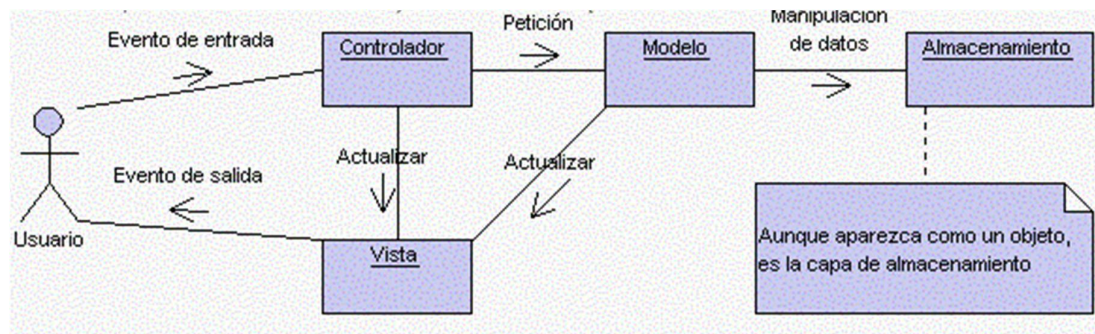 Petición
Manipulación
de datos
Evento de entrada
Controlador
Modelo
Almacenamiento
Actualizar
Actualizar
Evento de salida
Usuario
Vista
Aunque aparezca como un objeto,
es la capa de almacenamiento